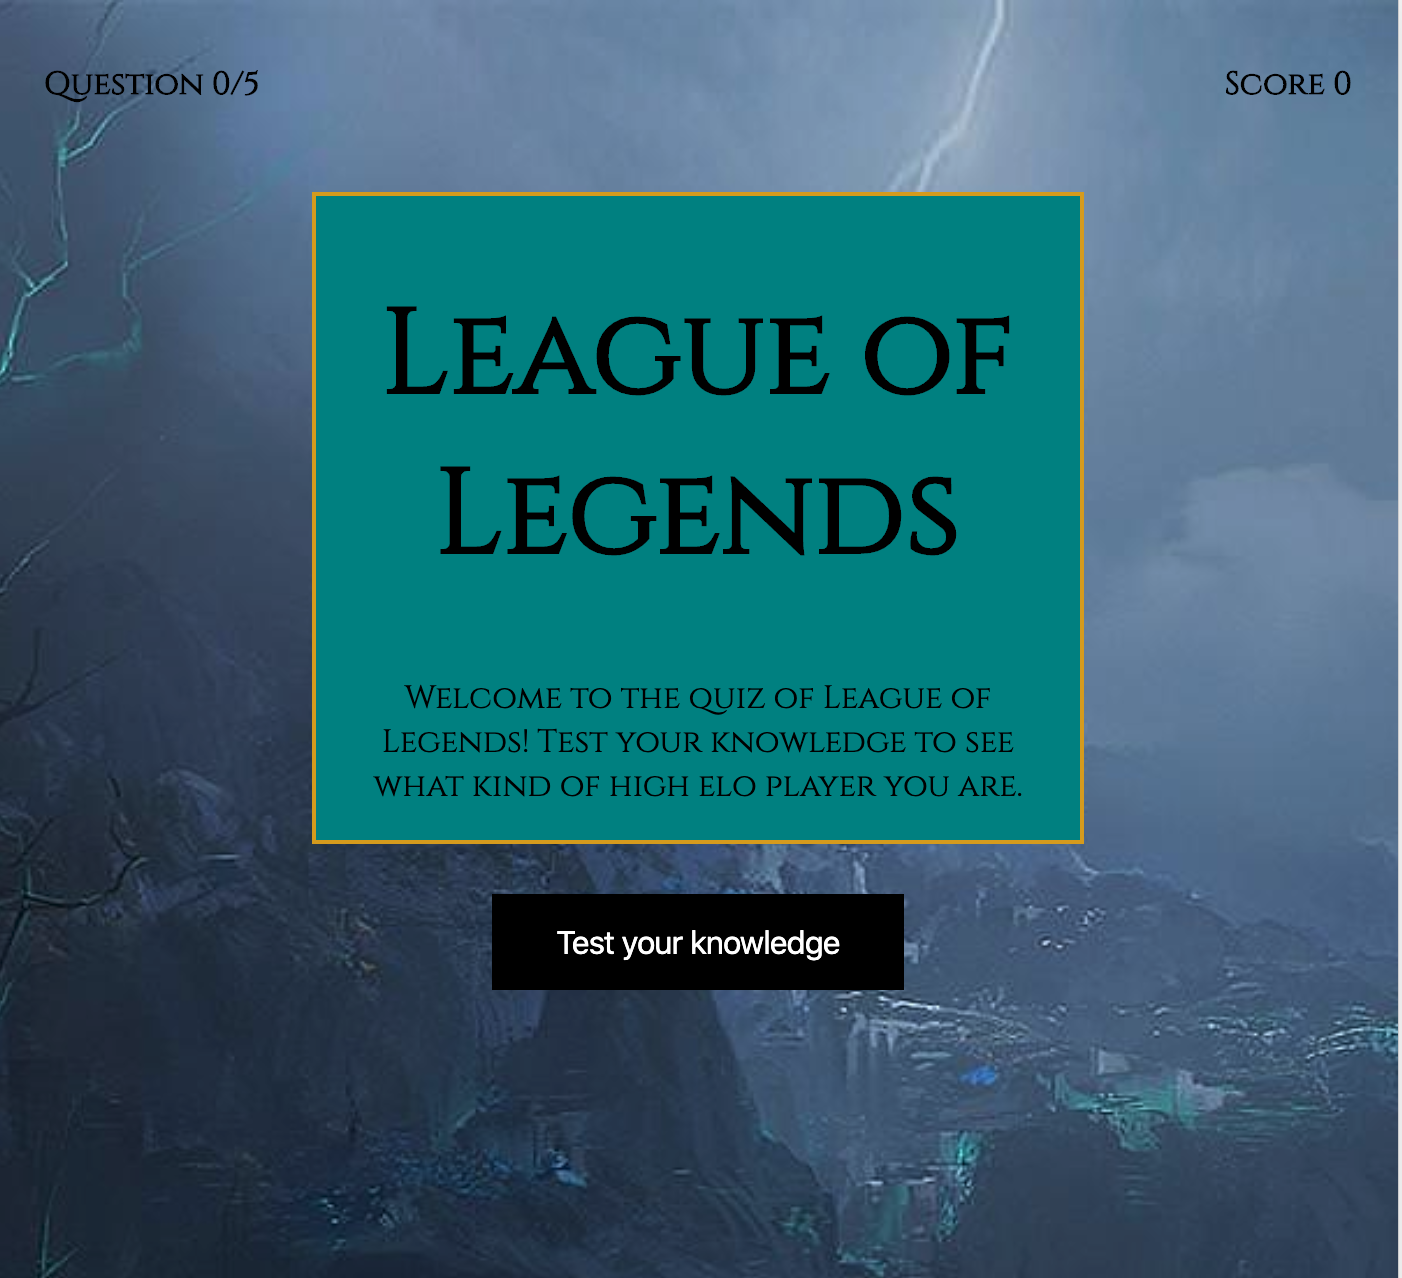 Question 0/5
Score 0
League of
Legends
Welcome to the quiz of League of
Legends! Test your knowledge to see
what kind of high elo player you are.
Test your knowledge